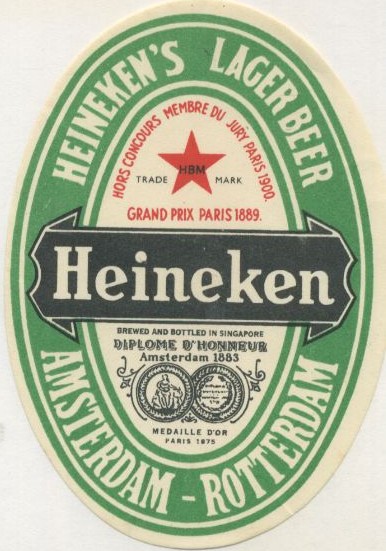 HEINEKEN'S LAGER BEER
HORS CONCOURS MEMBRE DU JURY PARIS 1900.
HBM
TRADE MARK
GRAND PRIX PARIS 1889.
Heineken
BREWED AND BOTTLED IN SINGAPORE
DIPLOME D'HONNEUR
Amsterdam 1883
MEDAILLE D'OR
PARIS 1875
AMSTERDAM - ROTTERDAM